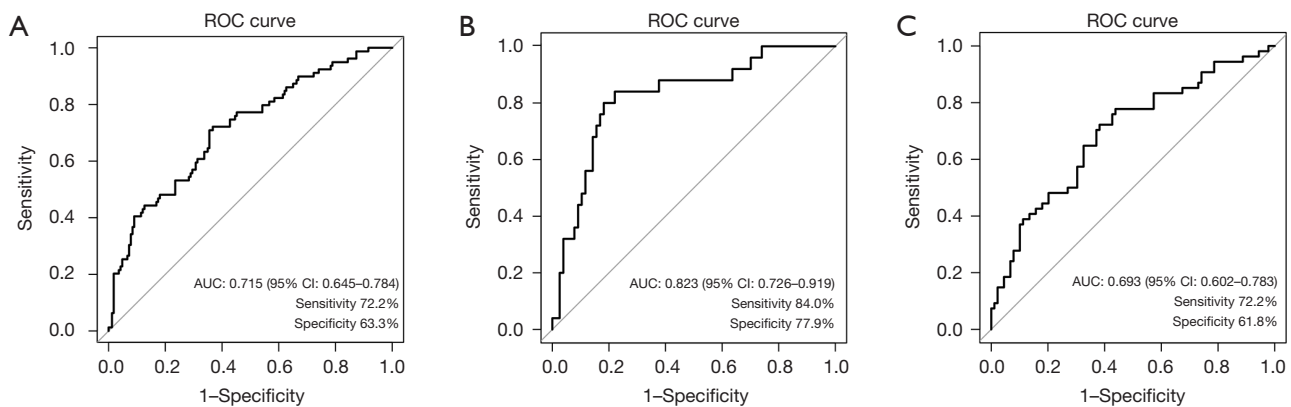 A
ROC curve
1.0
0.8
0.6
0.4
0.2
0.0
Sensitivity
AUC: 0.715 (95% CI: 0.645–0.784)
Sensitivity 72.2%
Specificity 63.3%
0.0 0.2 0.4 0.6 0.8 1.0
1–Specificity
B
ROC curve
1.0
0.8
0.6
0.4
0.2
0.0
Sensitivity
AUC: 0.823 (95% CI: 0.726–0.919)
Sensitivity 84.0%
Specificity 77.9%
0.0 0.2 0.4 0.6 0.8 1.0
1–Specificity
C
ROC curve
1.0
0.8
0.6
0.4
0.2
0.0
Sensitivity
AUC: 0.693 (95% CI: 0.602–0.783)
Sensitivity 72.2%
Specificity 61.8%
0.0 0.2 0.4 0.6 0.8 1.0
1–Specificity